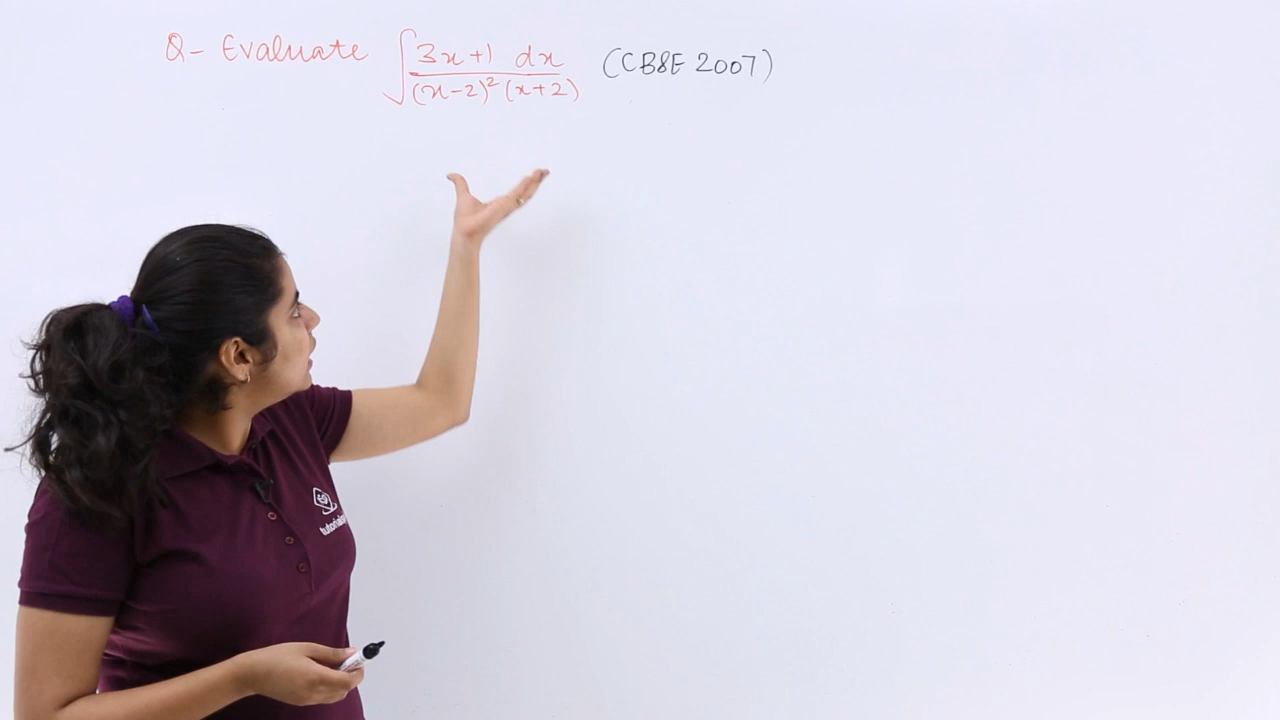 Q- Evaluate ∫ 3x+1 dx / (x-2)² (x+2) (CBSE 2007)